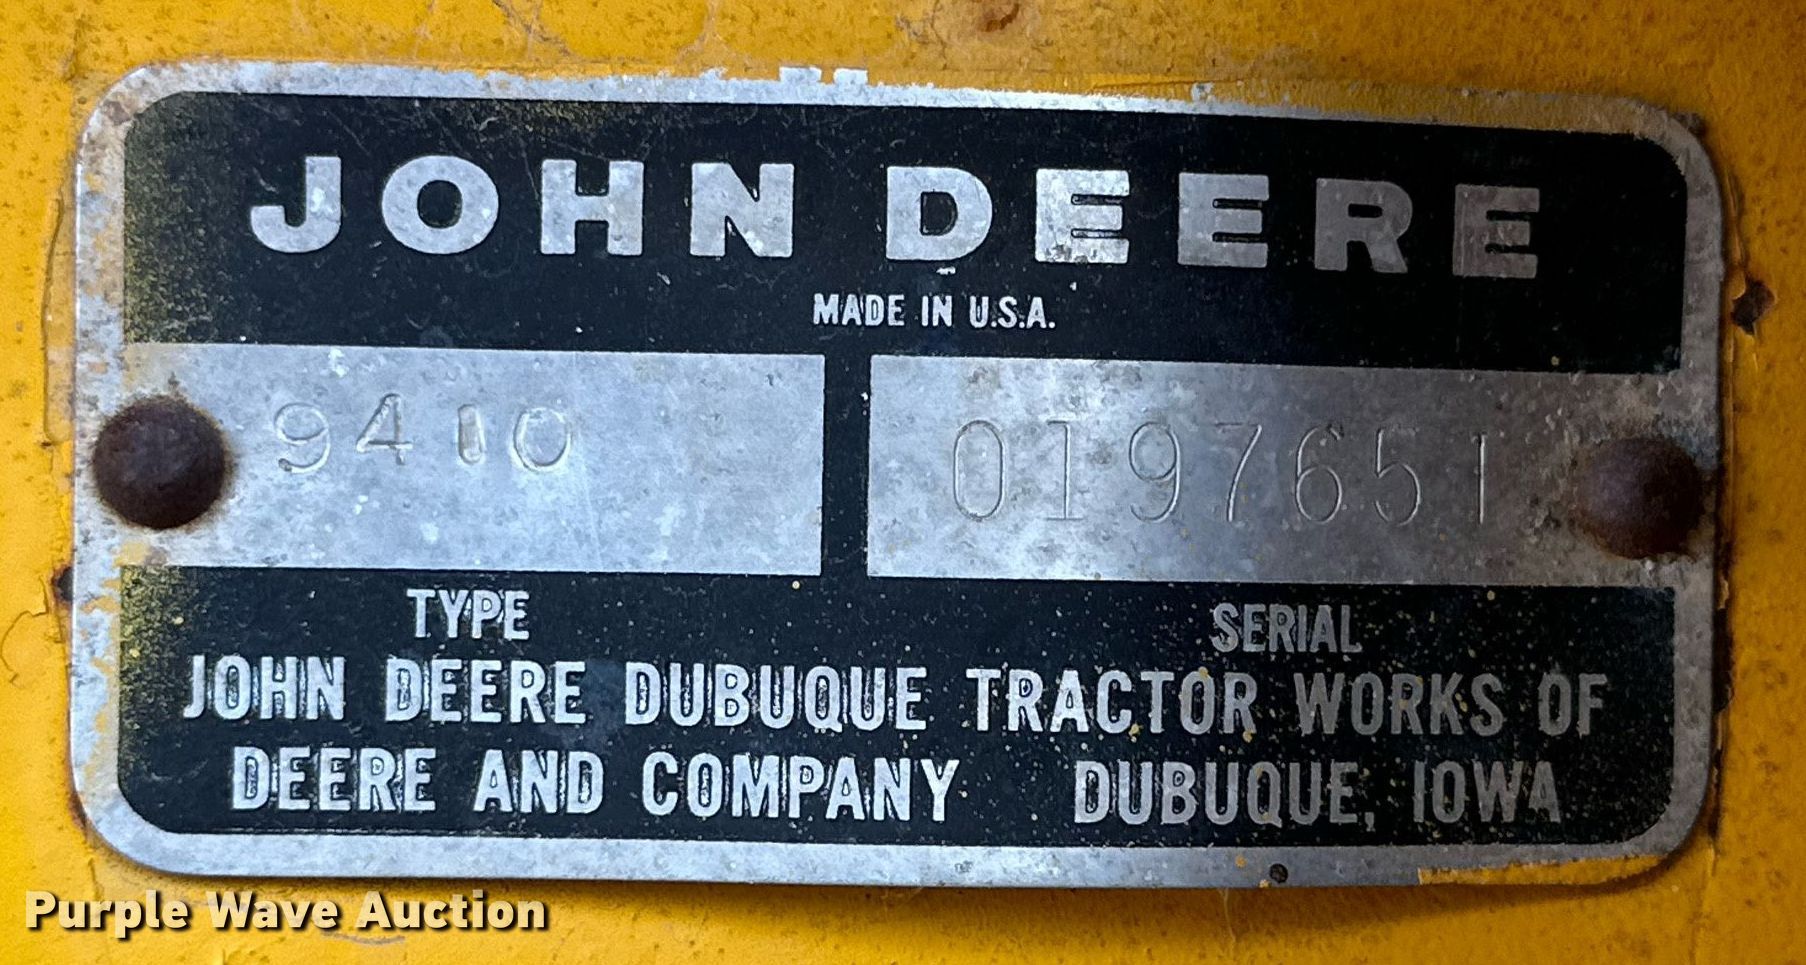 JOHN DEERE
MADE IN U.S.A.
9410 0197651
TYPE SERIAL
JOHN DEERE DUBUQUE TRACTOR WORKS OF
DEERE AND COMPANY DUBUQUE, IOWA
Purple Wave Auction